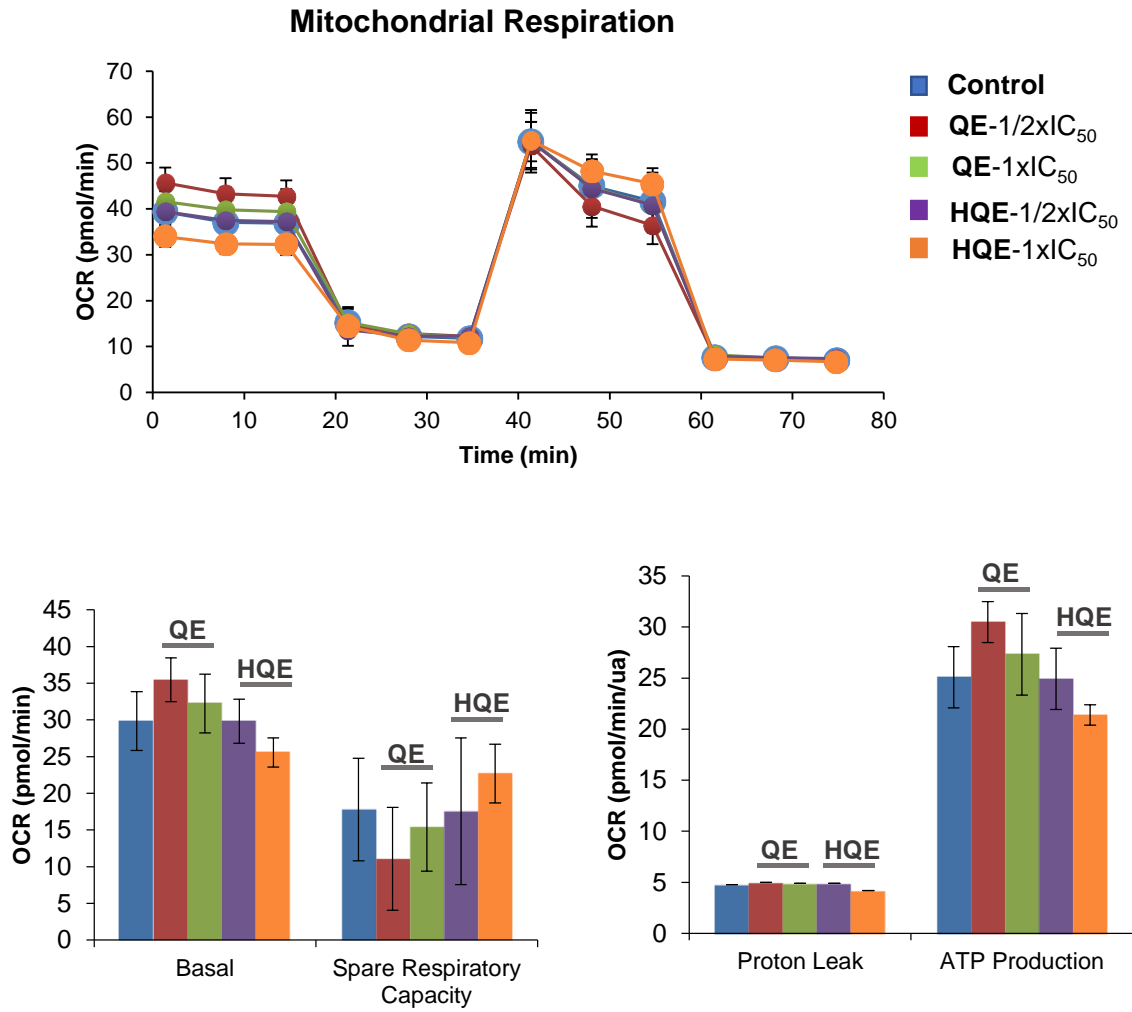 Mitochondrial Respiration
70
60
50
40
30
20
10
0
OCR (pmol/min)
0 10 20 30 40 50 60 70 80
Time (min)
Control
QE-1/2xIC50
QE-1xIC50
HQE-1/2xIC50
HQE-1xIC50
45
40
35
30
25
20
15
10
5
0
OCR (pmol/min)
QE
HQE
QE
HQE
Basal
Spare Respiratory
Capacity
35
30
25
20
15
10
5
0
OCR (pmol/min/ua)
QE
HQE
QE
HQE
Proton Leak
ATP Production